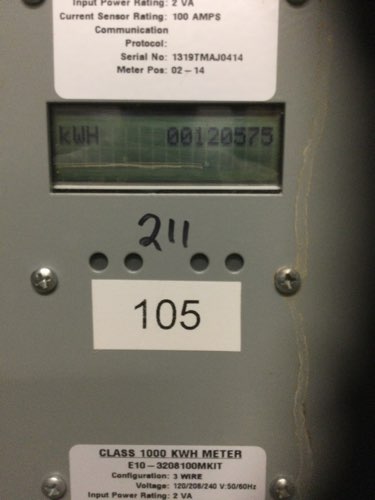 Input Power Rating: 2 VA
Current Sensor Rating: 100 AMPS
Communication
Protocol:
Serial No: 1319TMAJ0414
Meter Pos: 02 – 14
kWH 00120575
211
105
CLASS 1000 KWH METER
E10 – 3208100MKIT
Configuration: 3 WIRE
Voltage: 120/208/240 V:50/60Hz
Input Power Rating: 2 VA